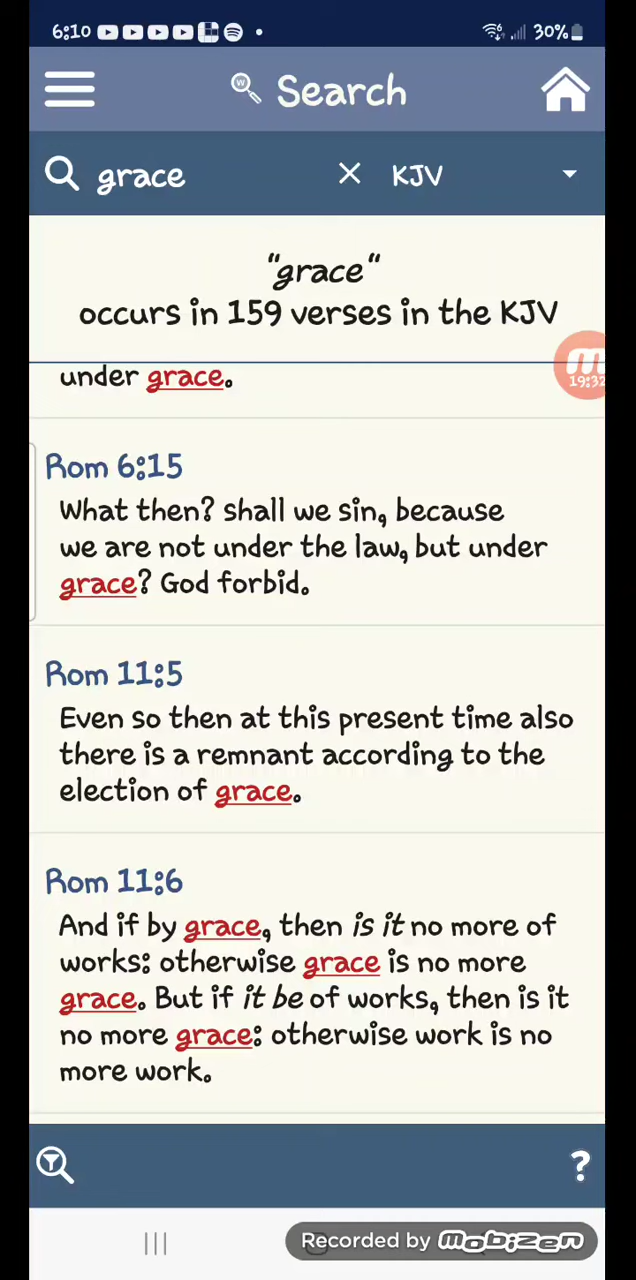 6:10 30%
Search
grace KJV
"grace"
occurs in 159 verses in the KJV
under grace.
19:32
Rom 6:15
What then? shall we sin, because
we are not under the law, but under
grace? God forbid.
Rom 11:5
Even so then at this present time also
there is a remnant according to the
election of grace.
Rom 11:6
And if by grace, then is it no more of
works: otherwise grace is no more
grace. But if it be of works, then is it
no more grace: otherwise work is no
more work.
?
Recorded by mobizen